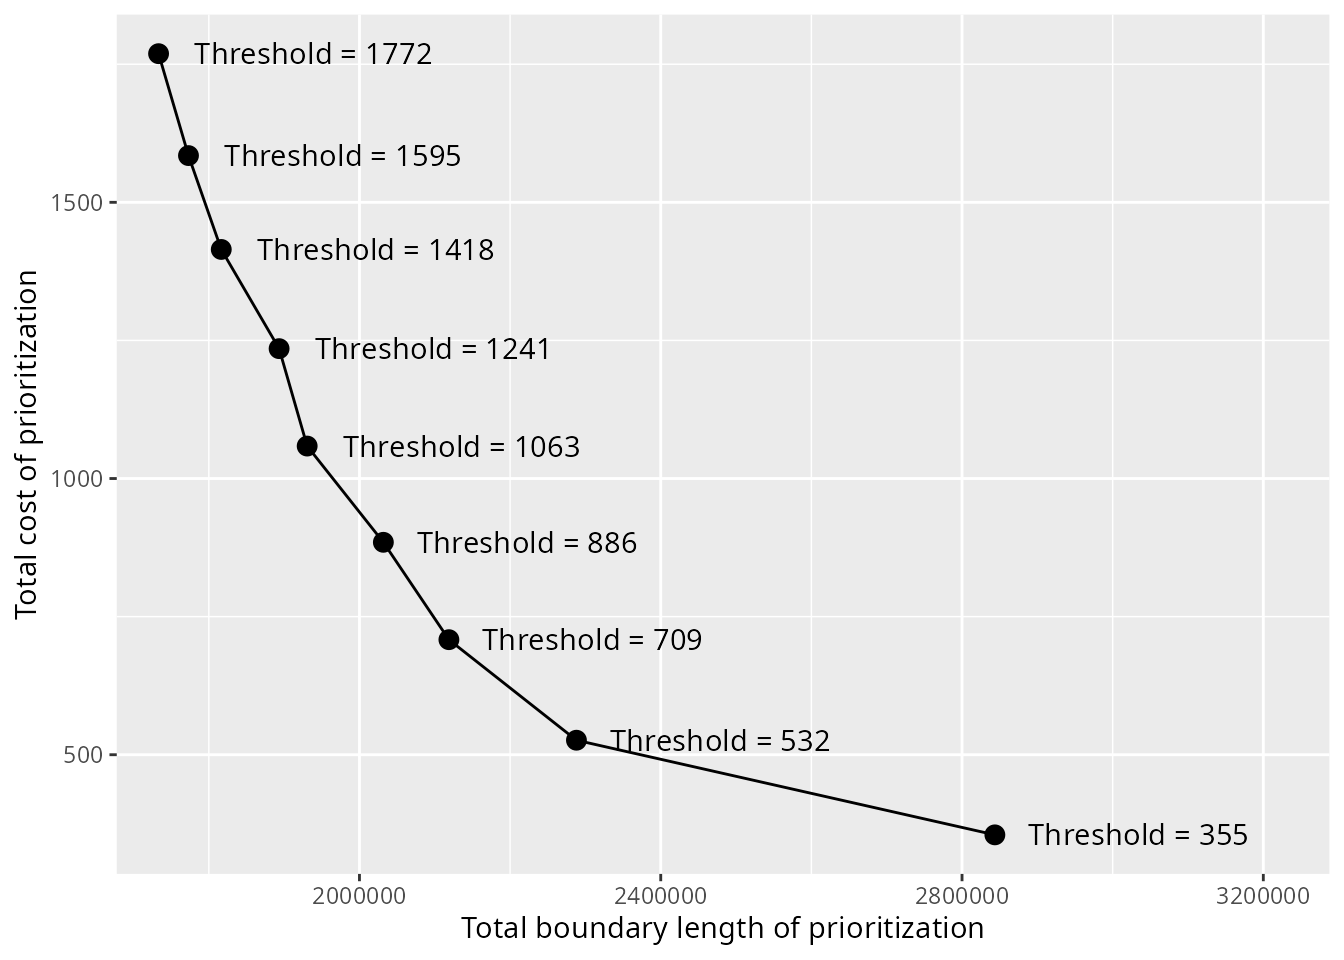 Threshold = 1772
Threshold = 1595
1500
Threshold = 1418
Threshold = 1241
Threshold = 1063
1000
Threshold = 886
Threshold = 709
Threshold = 532
500
Threshold = 355
Total cost of prioritization
2000000 2400000 2800000 3200000
Total boundary length of prioritization